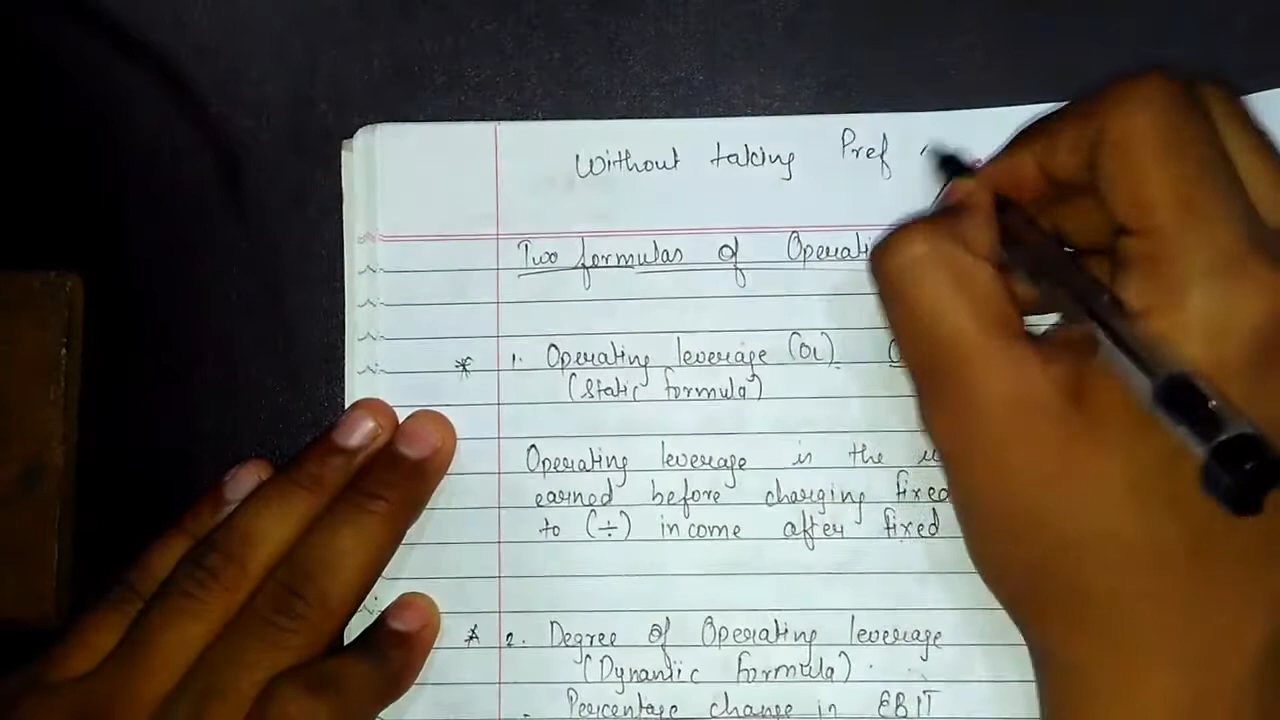 Without taking Pref
Two formulas of
* 1. Operating leverage (OL)
(Static formula)
Operating leverage is the
earned before charging fixed
to (÷) income after fixed
* 2. Degree of Operating leverage
(Dynamic formula).
Percentage change in EBIT